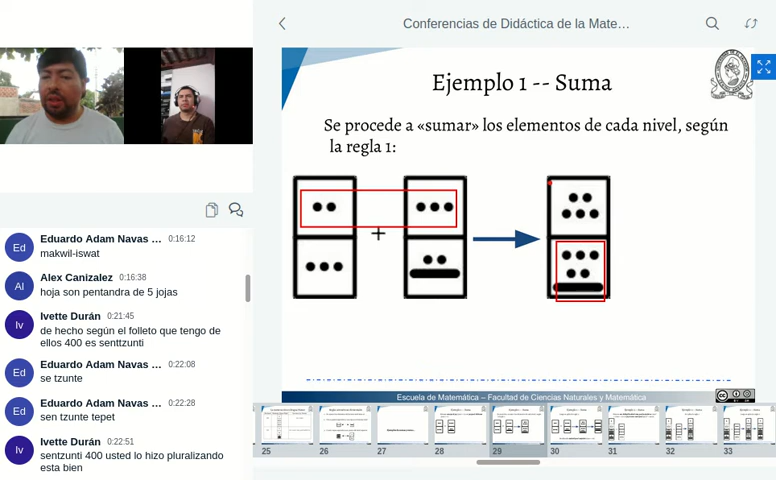 Conferencias de Didáctica de la Mate…
Ejemplo 1 -- Suma
Se procede a «sumar» los elementos de cada nivel, según
la regla 1:
+
Escuela de Matemática – Facultad de Ciencias Naturales y Matemática
25
26
27
28
29
30
31
32
33
Ed
Eduardo Adam Navas ... 0:16:12
makwil-iswat
Al
Alex Canizalez 0:16:38
hoja son pentandra de 5 jojas
Iv
Ivette Durán 0:21:45
de hecho según el folleto que tengo de
ellos 400 es senttzunti
Ed
Eduardo Adam Navas ... 0:22:08
se tzunte
Ed
Eduardo Adam Navas ... 0:22:28
sen tzunte tepet
Iv
Ivette Durán 0:22:51
sentzunti 400 usted lo hizo pluralizando
esta bien